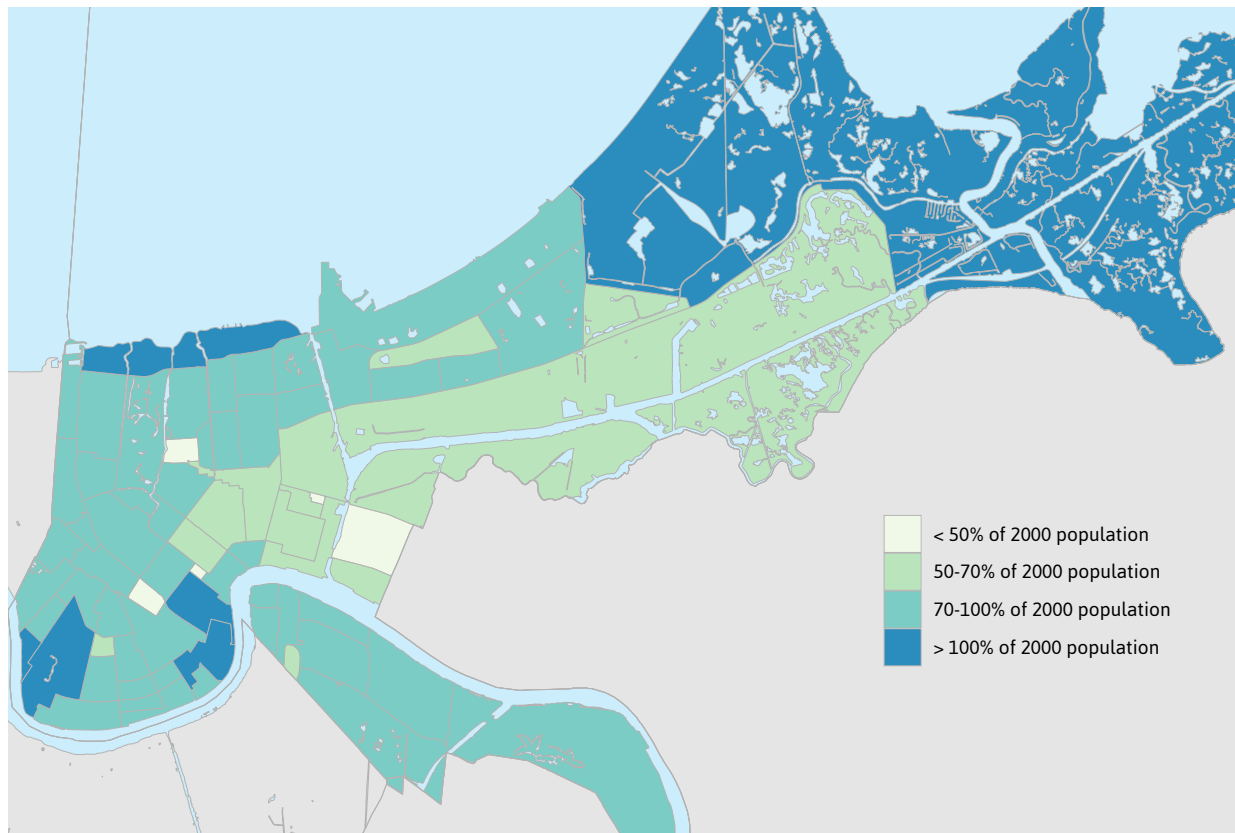 < 50% of 2000 population
50-70% of 2000 population
70-100% of 2000 population
> 100% of 2000 population